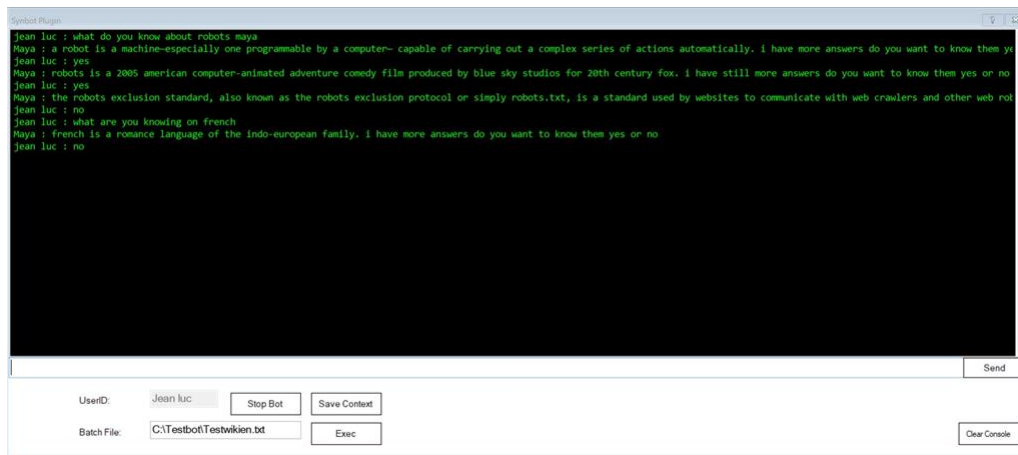 Synbot Plugin
jean luc : what do you know about robots maya
Maya : a robot is a machine—especially one programmable by a computer— capable of carrying out a complex series of actions automatically. i have more answers do you want to know them ye
jean luc : yes
Maya : robots is a 2005 american computer-animated adventure comedy film produced by blue sky studios for 20th century fox. i have still more answers do you want to know them yes or no
jean luc : yes
Maya : the robots exclusion standard, also known as the robots exclusion protocol or simply robots.txt, is a standard used by websites to communicate with web crawlers and other web rob
jean luc : no
jean luc : what are you knowing on french
Maya : french is a romance language of the indo-european family. i have more answers do you want to know them yes or no
jean luc : no
Send
UserID: Jean luc Stop Bot Save Context
Batch File: C:\Testbot\Testwikien.txt Exec Clear Console